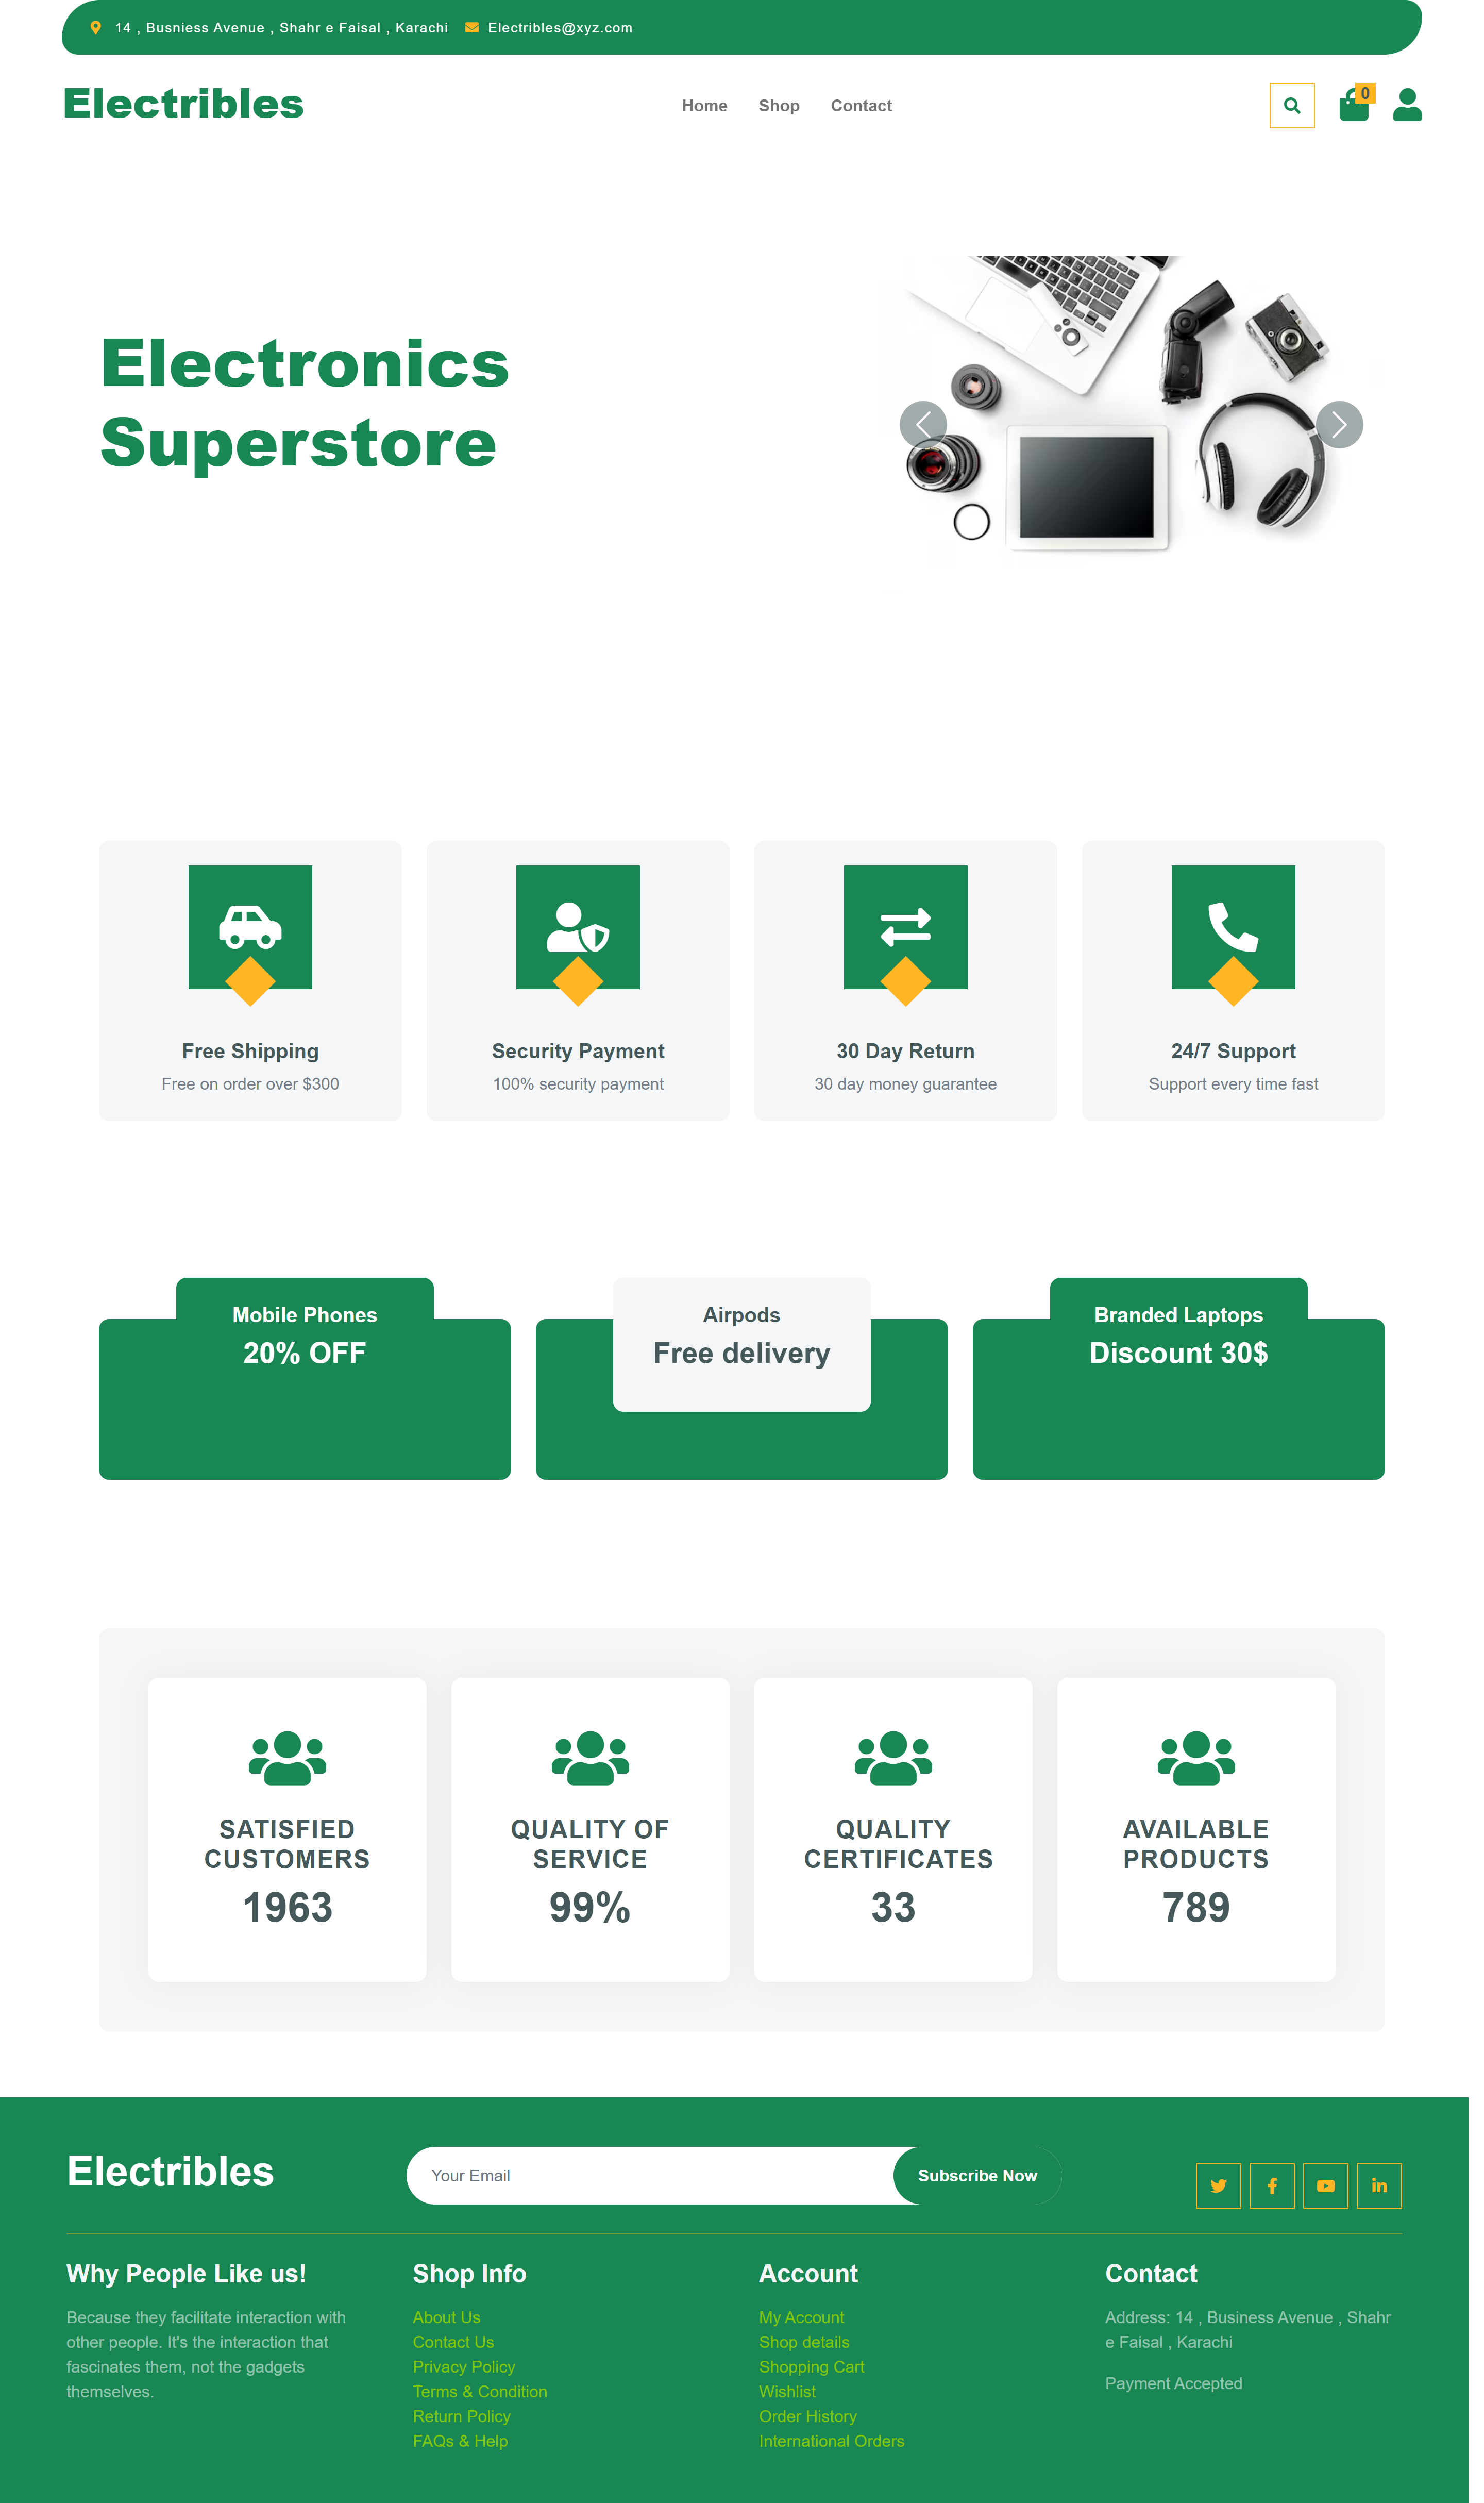 14 , Busniess Avenue , Shahr e Faisal , Karachi Electribles@xyz.com
Electribles
Home Shop Contact
0
Electronics
Superstore
Free Shipping
Free on order over $300
Security Payment
100% security payment
30 Day Return
30 day money guarantee
24/7 Support
Support every time fast
Mobile Phones
20% OFF
Airpods
Free delivery
Branded Laptops
Discount 30$
SATISFIED
CUSTOMERS
1963
QUALITY OF
SERVICE
99%
QUALITY
CERTIFICATES
33
AVAILABLE
PRODUCTS
789
Electribles
Your Email
Subscribe Now
Why People Like us!
Because they facilitate interaction with
other people. It's the interaction that
fascinates them, not the gadgets
themselves.
Shop Info
About Us
Contact Us
Privacy Policy
Terms & Condition
Return Policy
FAQs & Help
Account
My Account
Shop details
Shopping Cart
Wishlist
Order History
International Orders
Contact
Address: 14 , Business Avenue , Shahr
e Faisal , Karachi
Payment Accepted